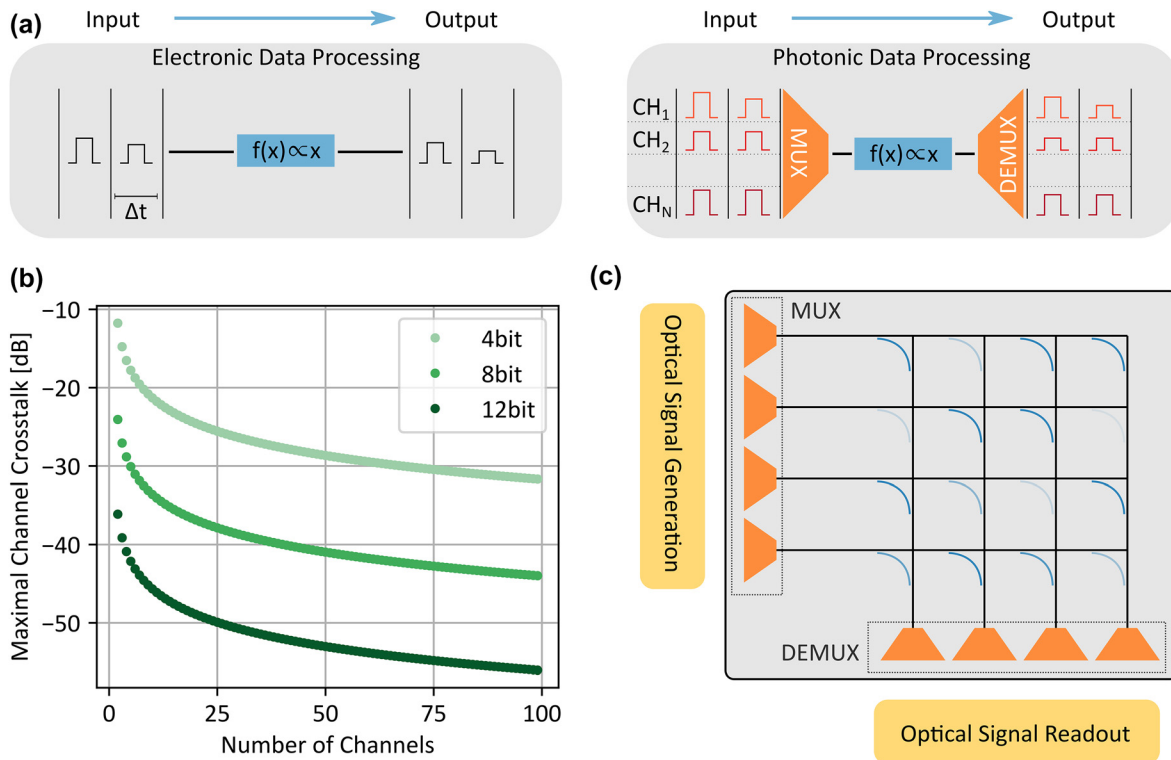 (a)
Input
Output
Electronic Data Processing
f(x)∝x
Δt
Input
Output
Photonic Data Processing
CH1
CH2
CHN
MUX
f(x)∝x
DEMUX
(b)
Maximal Channel Crosstalk [dB]
−10
−20
−30
−40
−50
4bit
8bit
12bit
0
25
50
75
100
Number of Channels
(c)
Optical Signal Generation
MUX
DEMUX
Optical Signal Readout